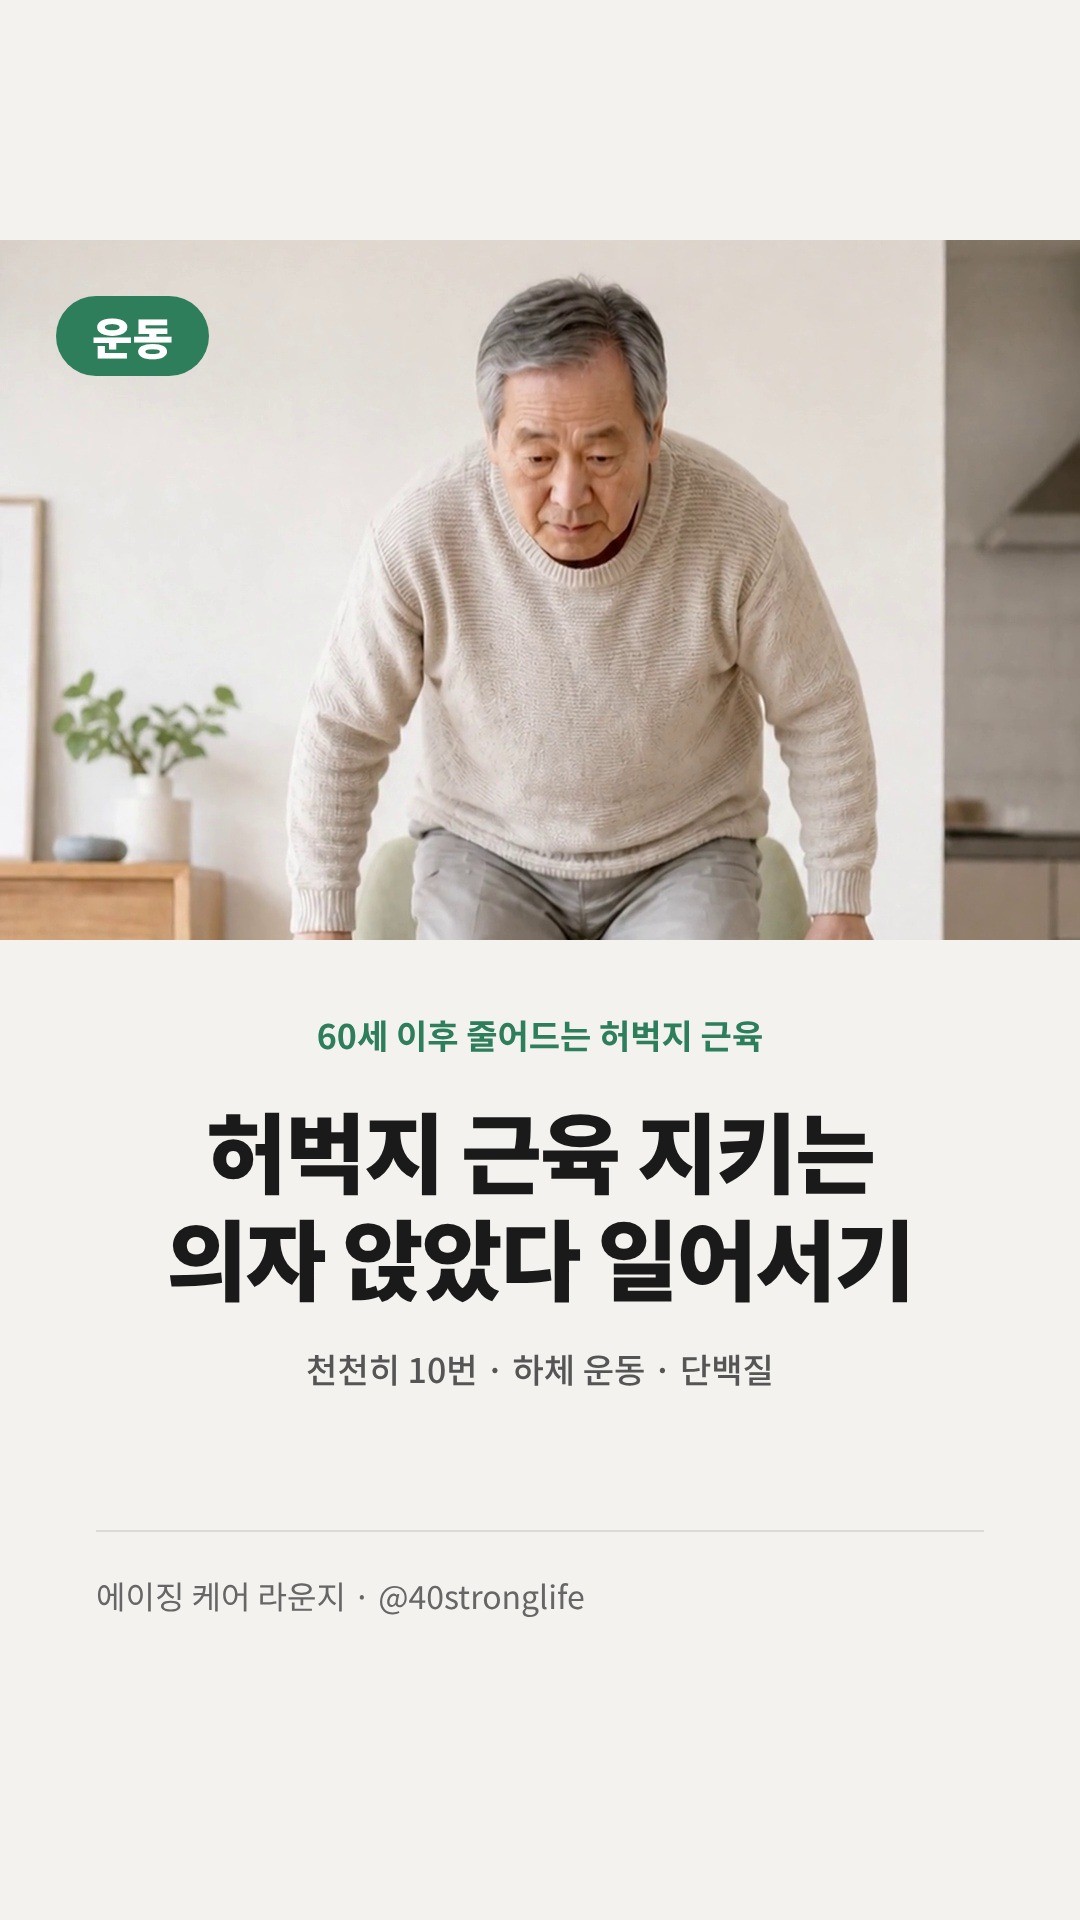 운동
60세 이후 줄어드는 허벅지 근육
허벅지 근육 지키는
의자 앉았다 일어서기
천천히 10번 · 하체 운동 · 단백질
에이징 케어 라운지 · @40stronglife